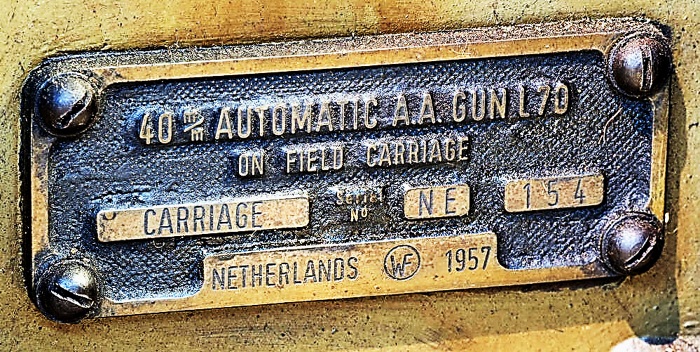 40 M/M AUTOMATIC A.A. GUN L70
ON FIELD CARRIAGE
CARRIAGE Serial No NE 154
NETHERLANDS WF 1957